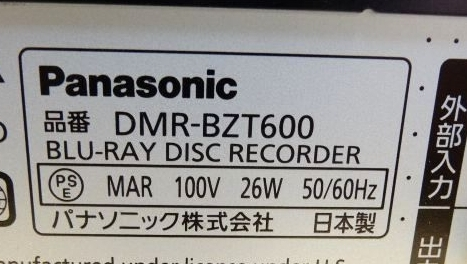 Panasonic
品番 DMR-BZT600
BLU-RAY DISC RECORDER
PS E MAR 100V 26W 50/60Hz
パナソニック株式会社 日本製
外部入力